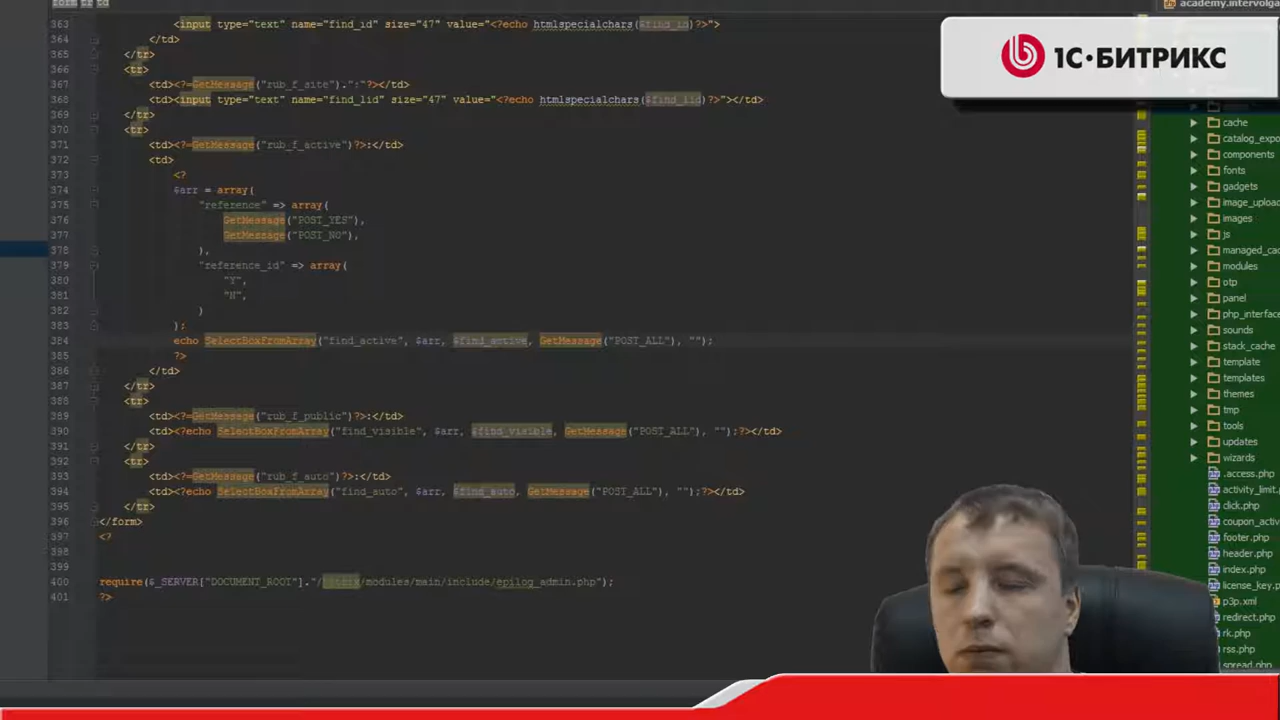 form tr td
academy.intervolga
1С·БИТРИКС
363 <input type="text" name="find_id" size="47" value="<?echo htmlspecialchars($find_id)?>">
364 </td>
365 </tr>
366 <tr>
367 <td><?=GetMessage("rub_f_site").":"?></td>
368 <td><input type="text" name="find_lid" size="47" value="<?echo htmlspecialchars($find_lid)?>"></td>
369 </tr>
370 <tr>
371 <td><?=GetMessage("rub_f_active")?>:</td>
372 <td>
373 <?
374 $arr = array(
375 "reference" => array(
376 GetMessage("POST_YES"),
377 GetMessage("POST_NO"),
378 ),
379 "reference_id" => array(
380 "Y",
381 "N",
382 )
383 );
384 echo SelectBoxFromArray("find_active", $arr, $find_active, GetMessage("POST_ALL"), "");
385 ?>
386 </td>
387 </tr>
388 <tr>
389 <td><?=GetMessage("rub_f_public")?>:</td>
390 <td><?echo SelectBoxFromArray("find_visible", $arr, $find_visible, GetMessage("POST_ALL"), "");?></td>
391 </tr>
392 <tr>
393 <td><?=GetMessage("rub_f_auto")?>:</td>
394 <td><?echo SelectBoxFromArray("find_auto", $arr, $find_auto, GetMessage("POST_ALL"), "");?></td>
395 </tr>
396 </form>
397 <?
398
399
400 require($_SERVER["DOCUMENT_ROOT"]."/bitrix/modules/main/include/epilog_admin.php");
401 ?>
cache
catalog_expo
components
fonts
gadgets
image_upload
images
js
managed_cac
modules
otp
panel
php_interface
sounds
stack_cache
template
templates
themes
tmp
tools
updates
wizards
.access.php
activity_limit.
click.php
coupon_activ
footer.php
header.php
index.php
license_key.p
p3p.xml
redirect.php
rk.php
rss.php
spread.php